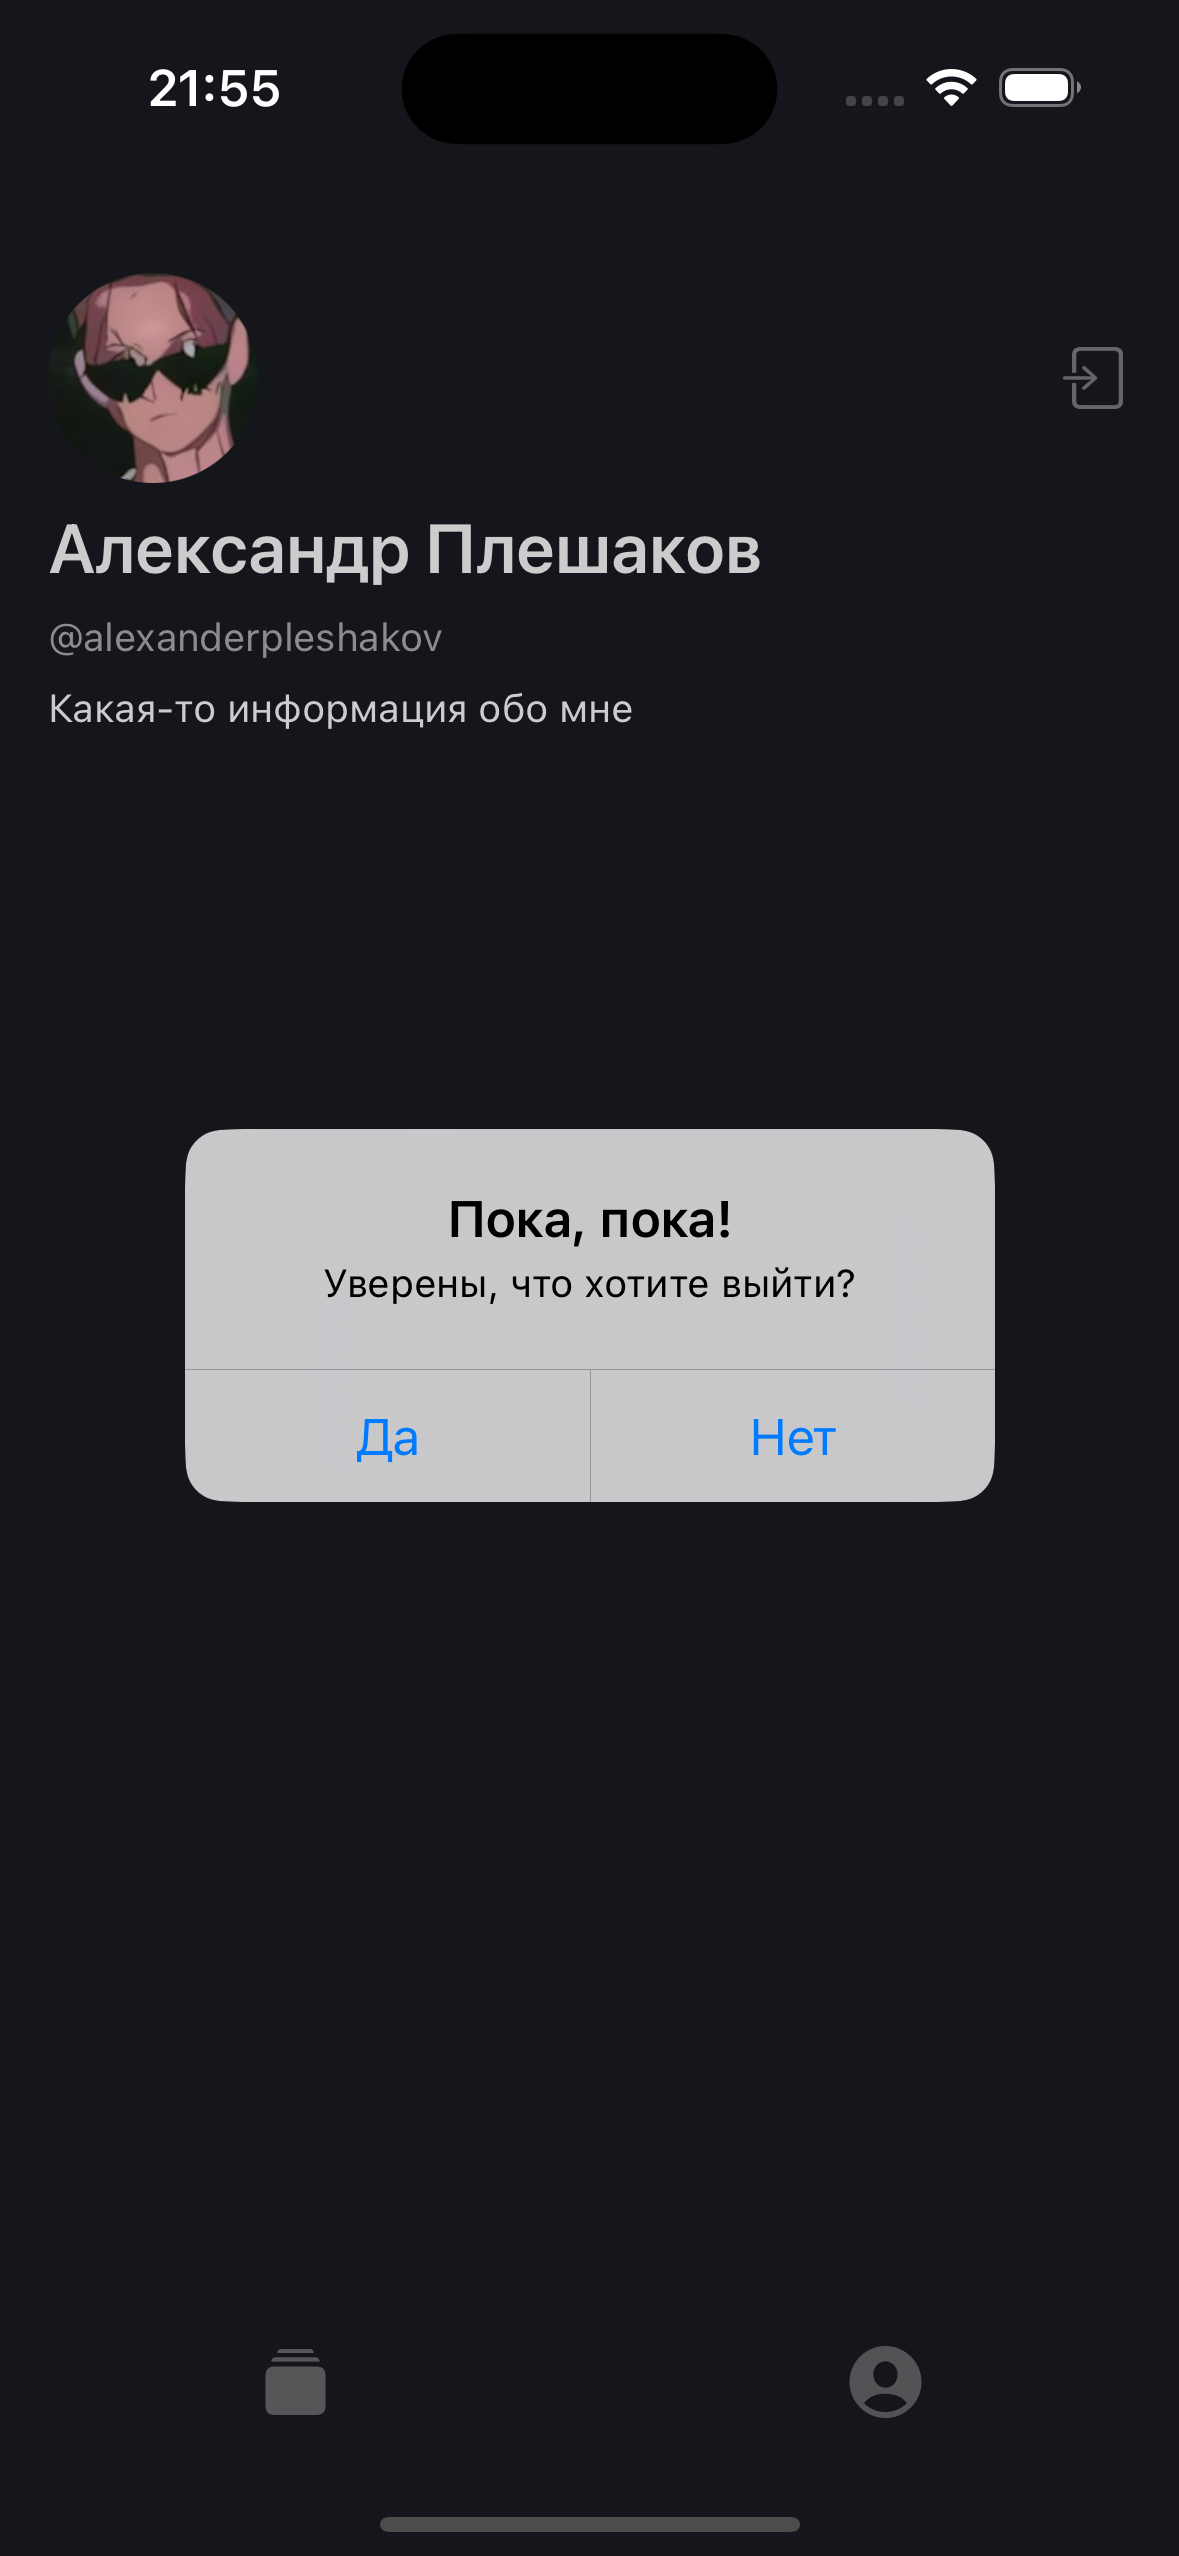 21:55
Александр Плешаков
@alexanderpleshakov
Какая-то информация обо мне
Пока, пока!
Уверены, что хотите выйти?
Да
Нет